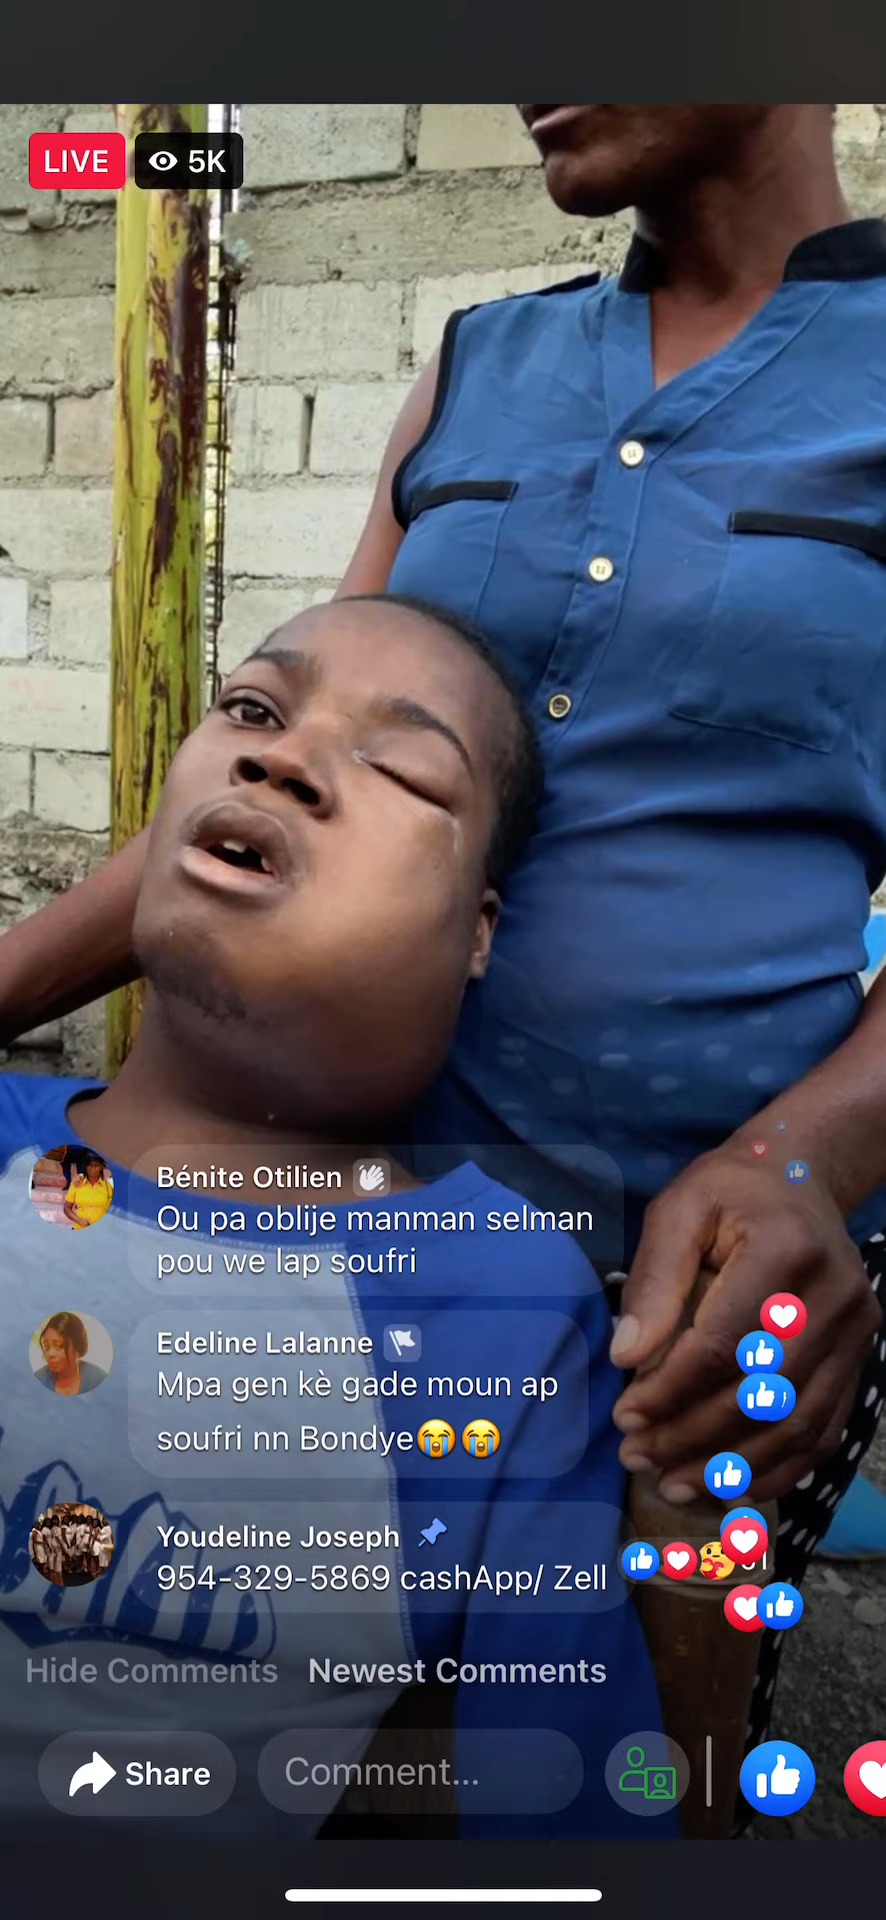 LIVE 5K
Bénite Otilien
Ou pa oblije manman selman
pou we lap soufri
Edeline Lalanne
Mpa gen kè gade moun ap
soufri nn Bondye😭😭
Youdeline Joseph
954-329-5869 cashApp/ Zell
Hide Comments Newest Comments
Share Comment...